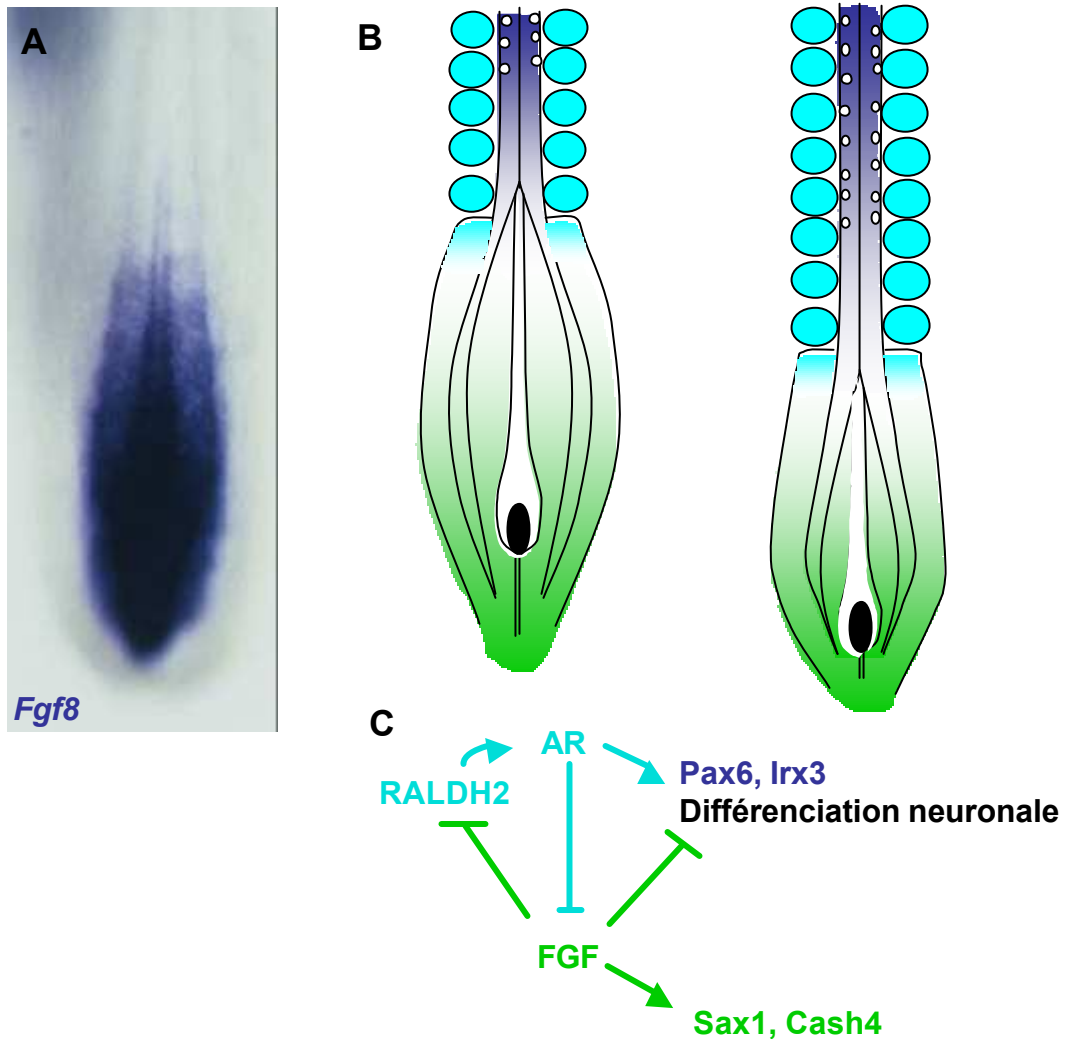 A
B
Fgf8
C
AR
RALDH2
Pax6, Irx3
Différenciation neuronale
FGF
Sax1, Cash4